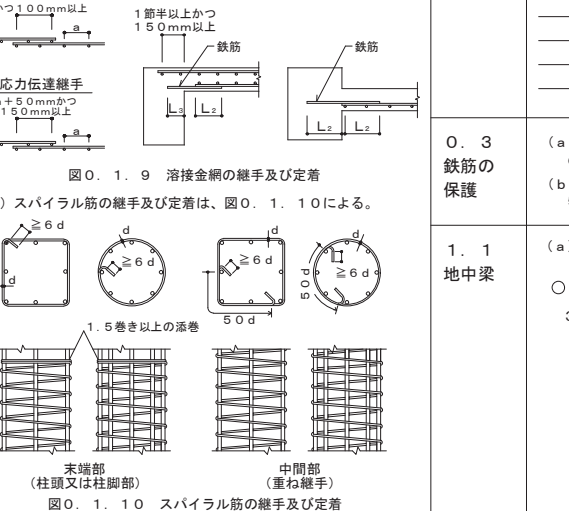 かつ１００ｍｍ以上
ａ
応力伝達継手
＋５０ｍｍかつ
１５０ｍｍ以上
ａ
１節半以上かつ
１５０ｍｍ以上
鉄筋
Ｌ３
Ｌ２
鉄筋
Ｌ２
Ｌ２
図０．１．９　溶接金網の継手及び定着
）スパイラル筋の継手及び定着は、図０．１．１０による。
≧６ｄ
ｄ
ｄ
≧６ｄ
ｄ
≧６ｄ
５０ｄ
ｄ
≧６ｄ
５０ｄ
１．５巻き以上の添巻
末端部
（柱頭又は柱脚部）
中間部
（重ね継手）
図０．１．１０　スパイラル筋の継手及び定着
０．３
鉄筋の
保護
（ａ
（ｂ
１．１
地中梁
（ａ）
○
３